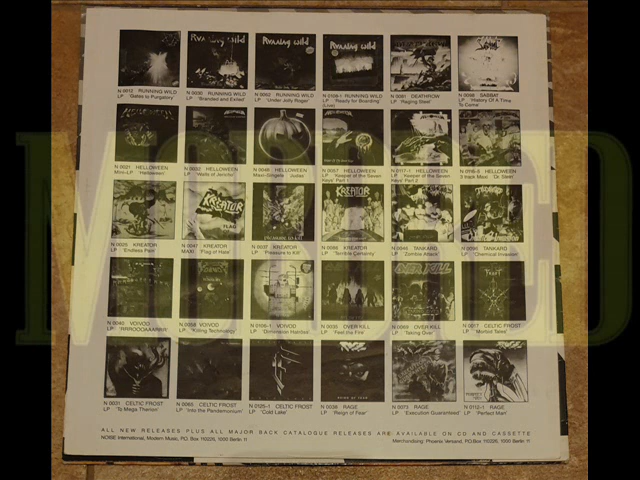 N 0012 RUNNING WILD
LP 'Gates to Purgatory'
N 0030 RUNNING WILD
LP 'Branded and Exiled'
N 0062 RUNNING WILD
LP 'Under Jolly Roger'
N 0108-1 RUNNING WILD
LP 'Ready for Boarding'
(Live)
N 0081 DEATHROW
LP 'Raging Steel'
N 0098 SABBAT
LP 'History Of A Time
To Come'
N 0021 HELLOWEEN
Mini-LP 'Helloween'
N 0032 HELLOWEEN
LP 'Walls of Jericho'
N 0048 HELLOWEEN
Maxi-Single 'Judas'
N 0057 HELLOWEEN
LP 'Keeper of the Seven
Keys' Part 1
N 0117-1 HELLOWEEN
LP 'Keeper of the Seven
Keys' Part 2
HELLOWEEN
3 track Maxi 'Dr. Stein'
N 0025 KREATOR
LP 'Endless Pain'
N 0047 KREATOR
MAXI 'Flag of Hate'
N 0037 KREATOR
LP 'Pleasure to Kill'
N 0086 KREATOR
LP 'Terrible Certainty'
N 0046 TANKARD
LP 'Zombie Attack'
N 0096 TANKARD
LP 'Chemical Invasion'
N 0040 VOIVOD
LP 'RRROOOAAARRR'
N 0058 VOIVOD
LP 'Killing Technology'
N 0106-1 VOIVOD
LP 'Dimension Hatröss'
N 0035 OVER KILL
LP 'Feel the Fire'
N 0069 OVER KILL
LP 'Taking Over'
N 0017 CELTIC FROST
LP 'Morbid Tales'
N 0031 CELTIC FROST
LP 'To Mega Therion'
N 0065 CELTIC FROST
LP 'Into the Pandemonium'
N 0125-1 CELTIC FROST
LP 'Cold Lake'
N 0038 RAGE
LP 'Reign of Fear'
N 0073 RAGE
LP 'Execution Guaranteed'
N 0112-1 RAGE
LP 'Perfect Man'
ALL NEW RELEASES PLUS ALL MAJOR BACK CATALOGUE RELEASES ARE AVAILABLE ON CD AND CASSETTE
NOISE International, Modern Music, P.O. Box 110226, 1000 Berlin 11
Merchandising: Phoenix Versand, P.O. Box 110226, 1000 Berlin 11